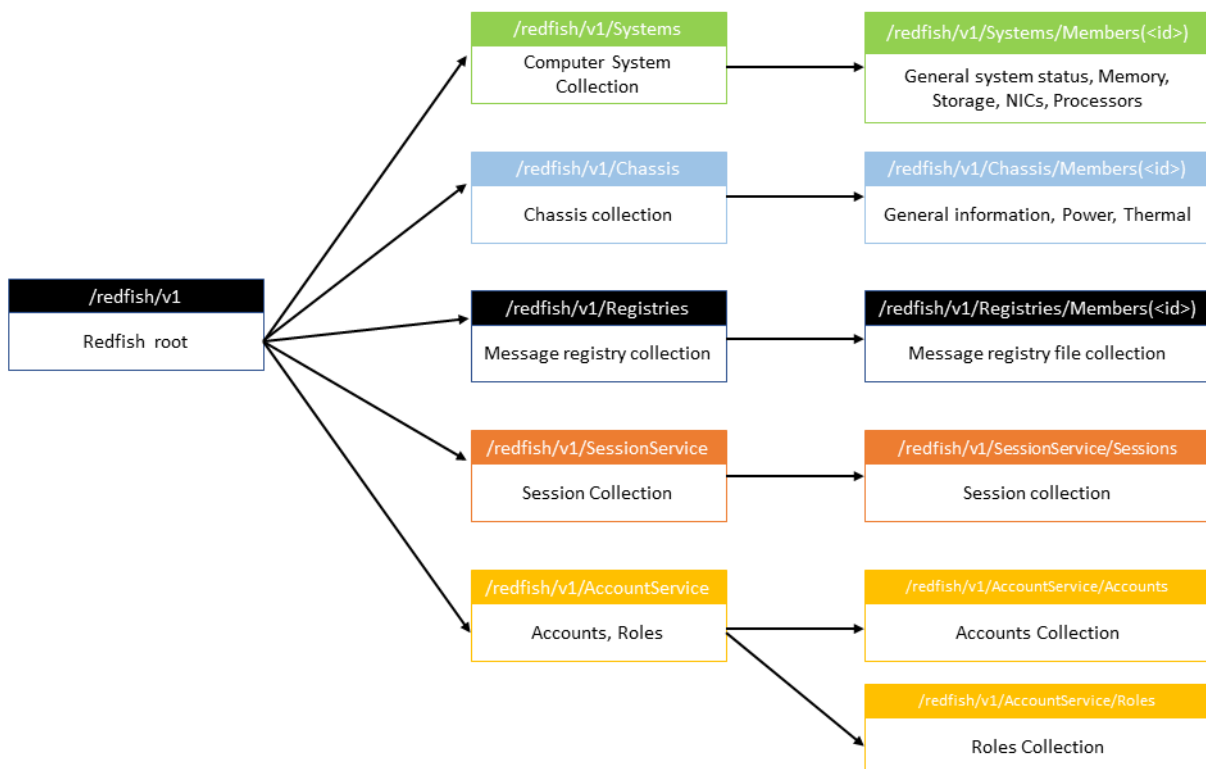 /redfish/v1/Systems
Computer System
Collection
/redfish/v1/Systems/Members(<id>)
General system status, Memory,
Storage, NICs, Processors
/redfish/v1/Chassis
Chassis collection
/redfish/v1/Chassis/Members(<id>)
General information, Power, Thermal
/redfish/v1
Redfish root
/redfish/v1/Registries
Message registry collection
/redfish/v1/Registries/Members(<id>)
Message registry file collection
/redfish/v1/SessionService
Session Collection
/redfish/v1/SessionService/Sessions
Session collection
/redfish/v1/AccountService
Accounts, Roles
/redfish/v1/AccountService/Accounts
Accounts Collection
/redfish/v1/AccountService/Roles
Roles Collection